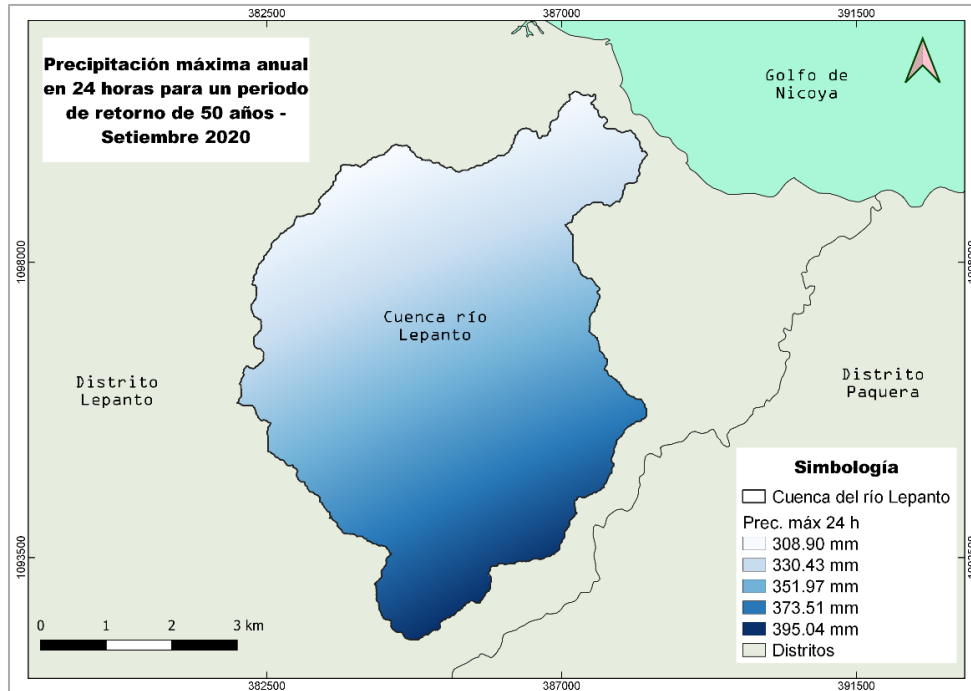 382500
387000
391500
Precipitación máxima anual
en 24 horas para un periodo
de retorno de 50 años -
Setiembre 2020
Golfo de
Nicoya
1098000
1098000
Cuenca río
Lepanto
Distrito
Lepanto
Distrito
Paquera
Simbología
Cuenca del río Lepanto
Prec. máx 24 h
308.90 mm
330.43 mm
351.97 mm
373.51 mm
395.04 mm
Distritos
1093500
1093500
0 1 2 3 km
382500
387000
391500